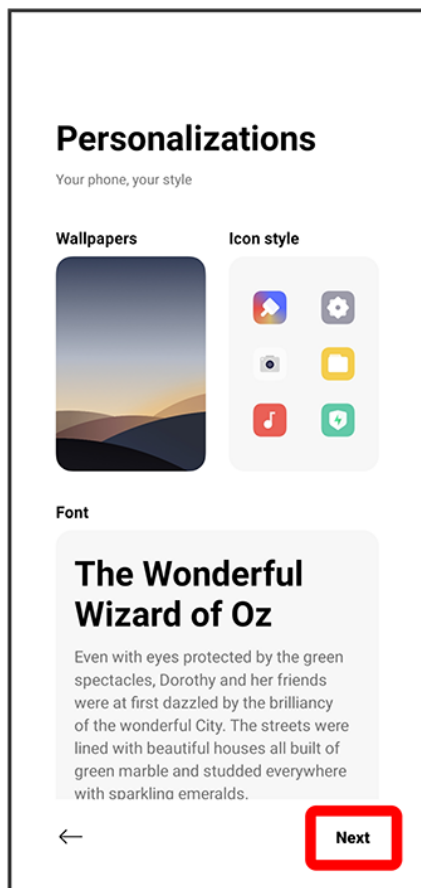 Personalizations
Your phone, your style
Wallpapers
Icon style
Font
The Wonderful
Wizard of Oz
Even with eyes protected by the green
spectacles, Dorothy and her friends
were at first dazzled by the brilliancy
of the wonderful City. The streets were
lined with beautiful houses all built of
green marble and studded everywhere
with sparkling emeralds.
Next